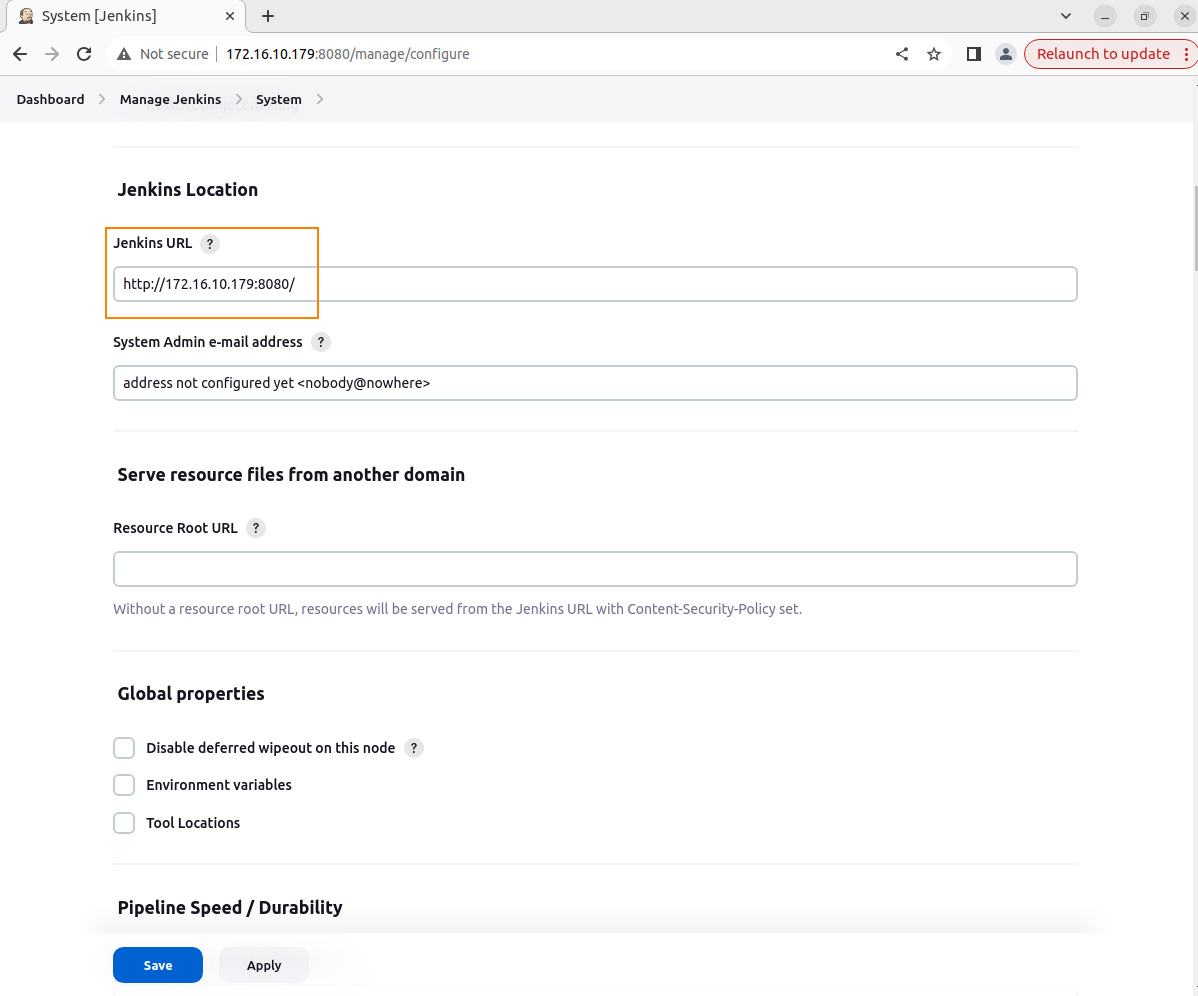 System [Jenkins]
Not secure 172.16.10.179:8080/manage/configure Relaunch to update
Dashboard Manage Jenkins System
Jenkins Location
Jenkins URL ?
http://172.16.10.179:8080/
System Admin e-mail address ?
address not configured yet <nobody@nowhere>
Serve resource files from another domain
Resource Root URL ?
Without a resource root URL, resources will be served from the Jenkins URL with Content-Security-Policy set.
Global properties
Disable deferred wipeout on this node ?
Environment variables
Tool Locations
Pipeline Speed / Durability
Save Apply